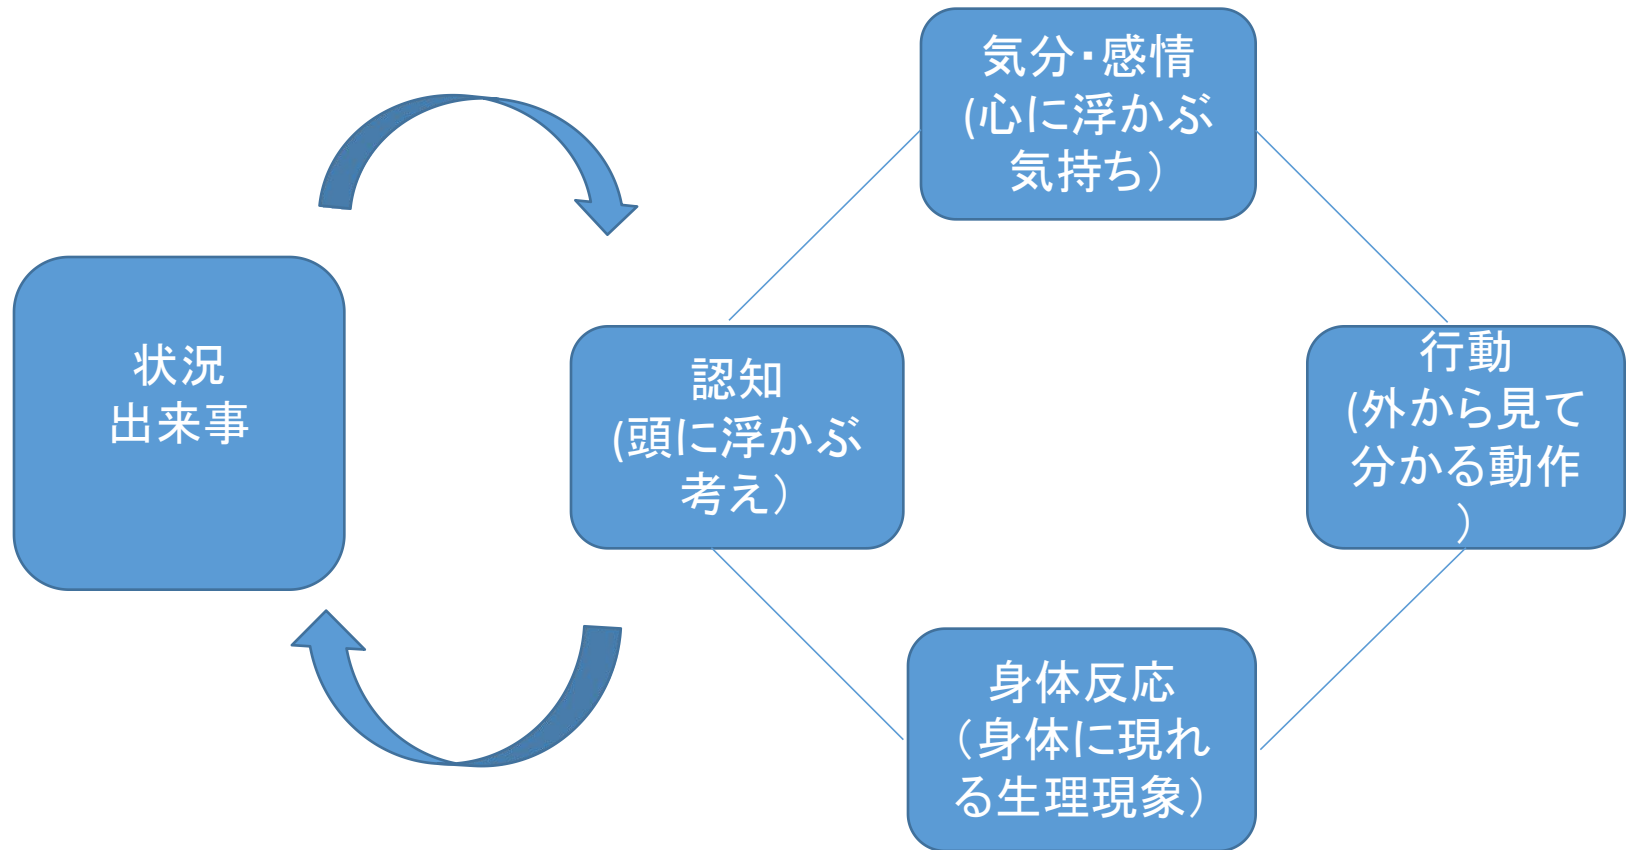 気分・感情
(心に浮かぶ
気持ち）
状況
出来事
認知
(頭に浮かぶ
考え）
行動
(外から見て
分かる動作
）
身体反応
（身体に現れ
る生理現象）